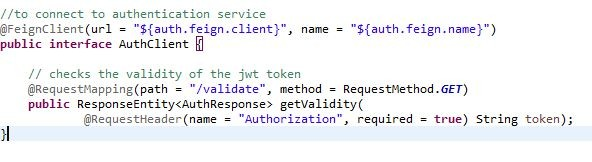 //to connect to authentication service
@FeignClient(url = "${auth.feign.client}", name = "${auth.feign.name}")
public interface AuthClient {
// checks the validity of the jwt token
@RequestMapping(path = "/validate", method = RequestMethod.GET)
public ResponseEntity<AuthResponse> getValidity(
@RequestHeader(name = "Authorization", required = true) String token);
}